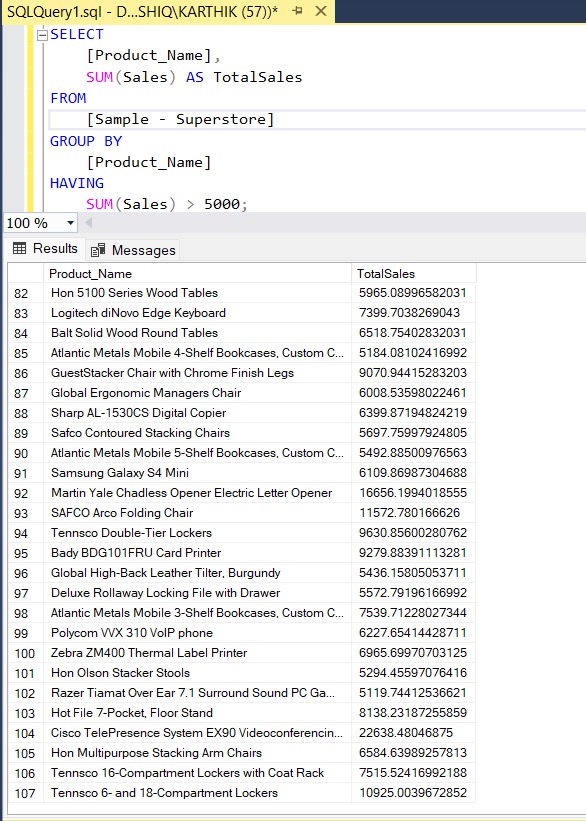 SQLQuery1.sql - D...SHIQ\KARTHIK (57))*
SELECT
[Product_Name],
SUM(Sales) AS TotalSales
FROM
[Sample - Superstore]
GROUP BY
[Product_Name]
HAVING
SUM(Sales) > 5000;
100 %
Results Messages
Product_Name TotalSales
82 Hon 5100 Series Wood Tables 5965.08996582031
83 Logitech diNovo Edge Keyboard 7399.7038269043
84 Balt Solid Wood Round Tables 6518.75402832031
85 Atlantic Metals Mobile 4-Shelf Bookcases, Custom C... 5184.08102416992
86 GuestStacker Chair with Chrome Finish Legs 9070.94415283203
87 Global Ergonomic Managers Chair 6008.53598022461
88 Sharp AL-1530CS Digital Copier 6399.87194824219
89 Safco Contoured Stacking Chairs 5697.75997924805
90 Atlantic Metals Mobile 5-Shelf Bookcases, Custom C... 5492.88500976563
91 Samsung Galaxy S4 Mini 6109.86987304688
92 Martin Yale Chadless Opener Electric Letter Opener 16656.1994018555
93 SAFCO Arco Folding Chair 11572.780166626
94 Tennsco Double-Tier Lockers 9630.85600280762
95 Bady BDG101FRU Card Printer 9279.88391113281
96 Global High-Back Leather Tilter, Burgundy 5436.15805053711
97 Deluxe Rollaway Locking File with Drawer 5572.79196166992
98 Atlantic Metals Mobile 3-Shelf Bookcases, Custom C... 7539.71228027344
99 Polycom VVX 310 VoIP phone 6227.65414428711
100 Zebra ZM400 Thermal Label Printer 6965.69970703125
101 Hon Olson Stacker Stools 5294.45597076416
102 Razer Tiamat Over Ear 7.1 Surround Sound PC Ga... 5119.74412536621
103 Hot File 7-Pocket, Floor Stand 8138.23187255859
104 Cisco TelePresence System EX90 Videoconferencin... 22638.48046875
105 Hon Multipurpose Stacking Arm Chairs 6584.63989257813
106 Tennsco 16-Compartment Lockers with Coat Rack 7515.52416992188
107 Tennsco 6- and 18-Compartment Lockers 10925.0039672852